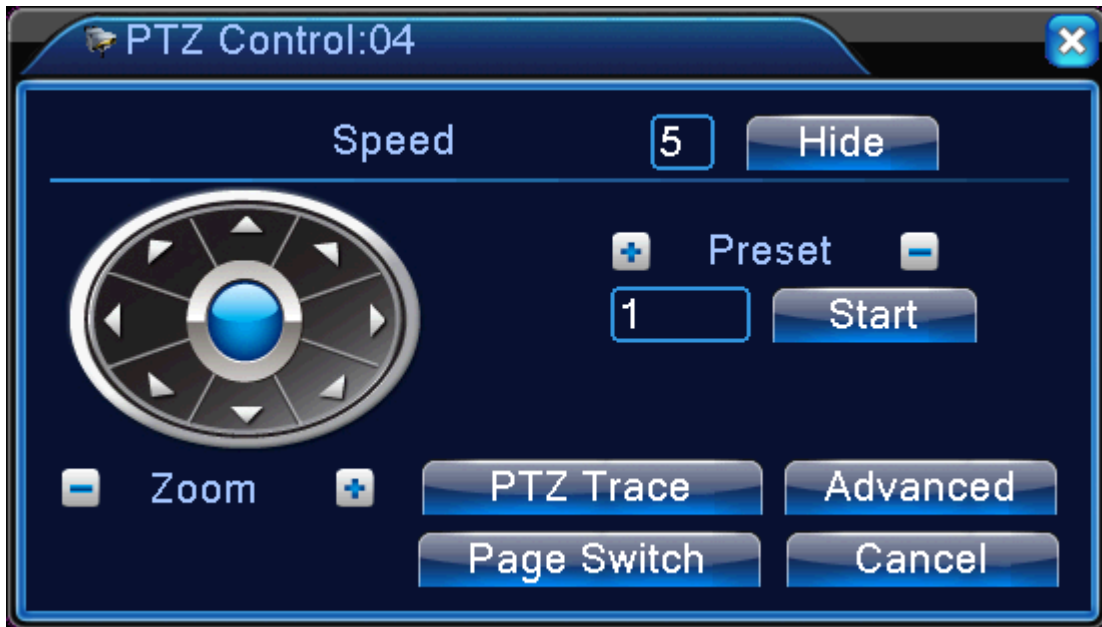 PTZ Control:04
Speed 5 Hide
Preset
1 Start
Zoom PTZ Trace Advanced
Page Switch Cancel